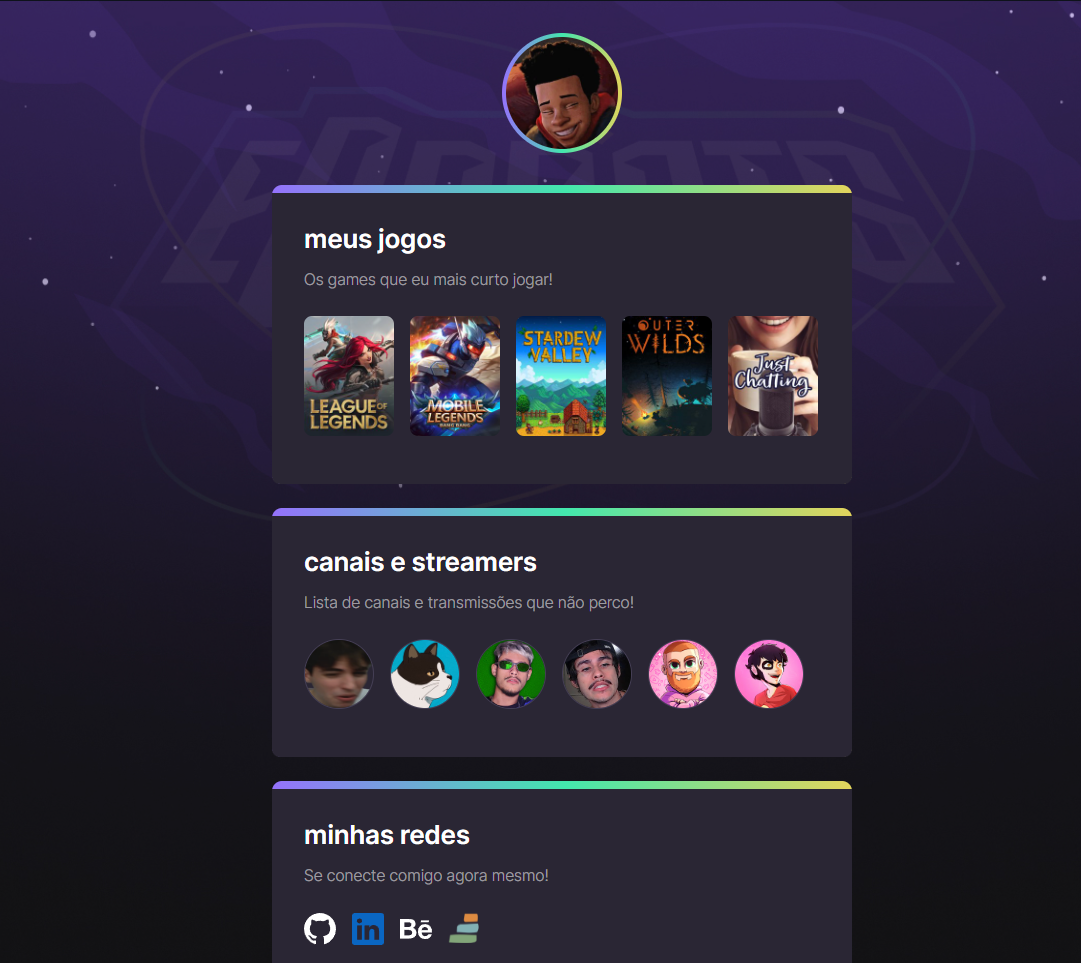 meus jogos
Os games que eu mais curto jogar!
LEAGUE OF
LEGENDS
MOBILE
LEGENDS
BANG BANG
STARDEW
VALLEY
OUTER
WILDS
Just
Chatting
canais e streamers
Lista de canais e transmissões que não perco!
minhas redes
Se conecte comigo agora mesmo!
in
Bē